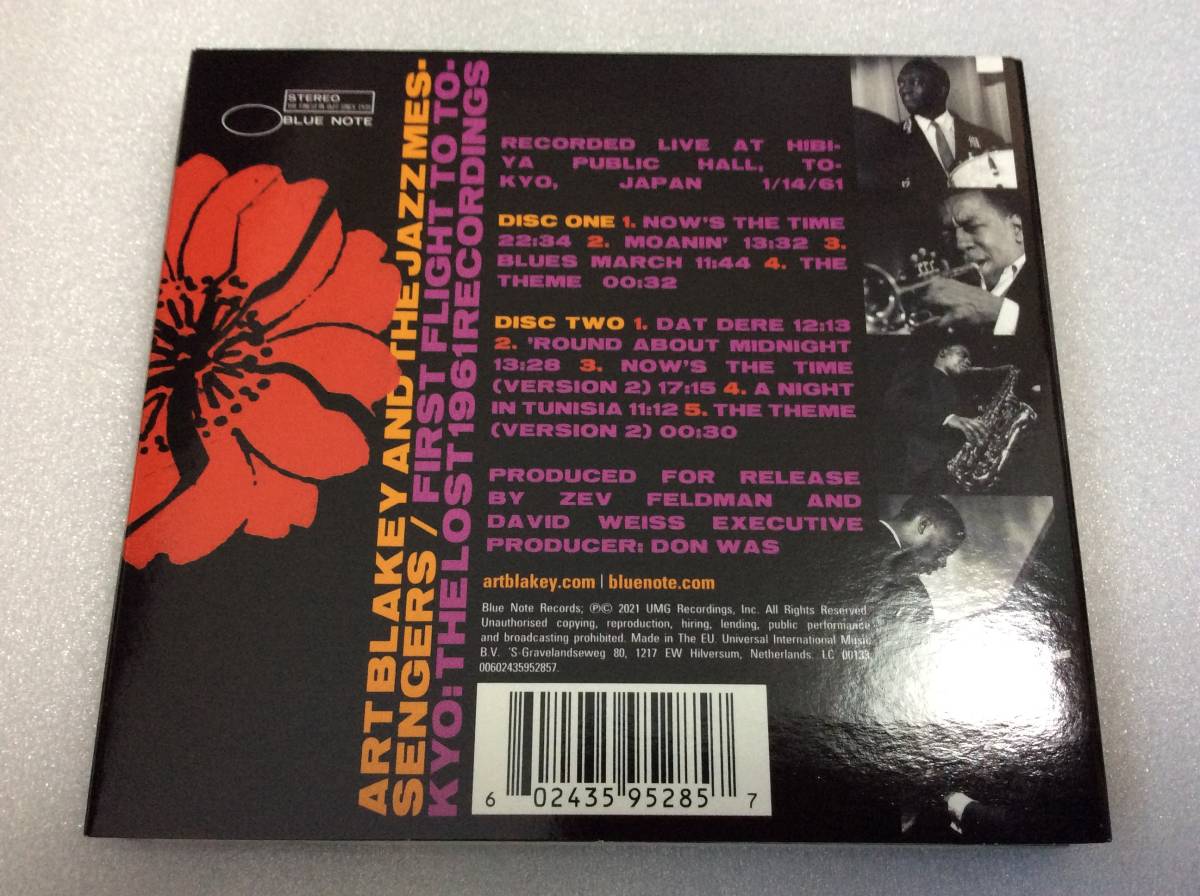 STEREO
BLUE NOTE
ART BLAKEY AND THE JAZZ MES-
SENGERS / FIRST FLIGHT TO TO-
KYO: THE LOST 1961 RECORDINGS
RECORDED LIVE AT HIBI-
YA PUBLIC HALL, TO-
KYO, JAPAN 1/14/61
DISC ONE 1. NOW'S THE TIME
22:34 2. MOANIN' 13:32 3.
BLUES MARCH 11:44 4. THE
THEME 00:32
DISC TWO 1. DAT DERE 12:13
2. 'ROUND ABOUT MIDNIGHT
13:28 3. NOW'S THE TIME
(VERSION 2) 17:15 4. A NIGHT
IN TUNISIA 11:12 5. THE THEME
(VERSION 2) 00:30
PRODUCED FOR RELEASE
BY ZEV FELDMAN AND
DAVID WEISS EXECUTIVE
PRODUCER: DON WAS
artblakey.com | bluenote.com
Blue Note Records; ℗© 2021 UMG Recordings, Inc. All Rights Reserved.
Unauthorised copying, reproduction, hiring, lending, public performance
and broadcasting prohibited. Made in The EU. Universal International Music
B.V. 'S-Gravelandseweg 80, 1217 EW Hilversum, Netherlands. LC 00133
00602435952857.
6 02435 95285 7